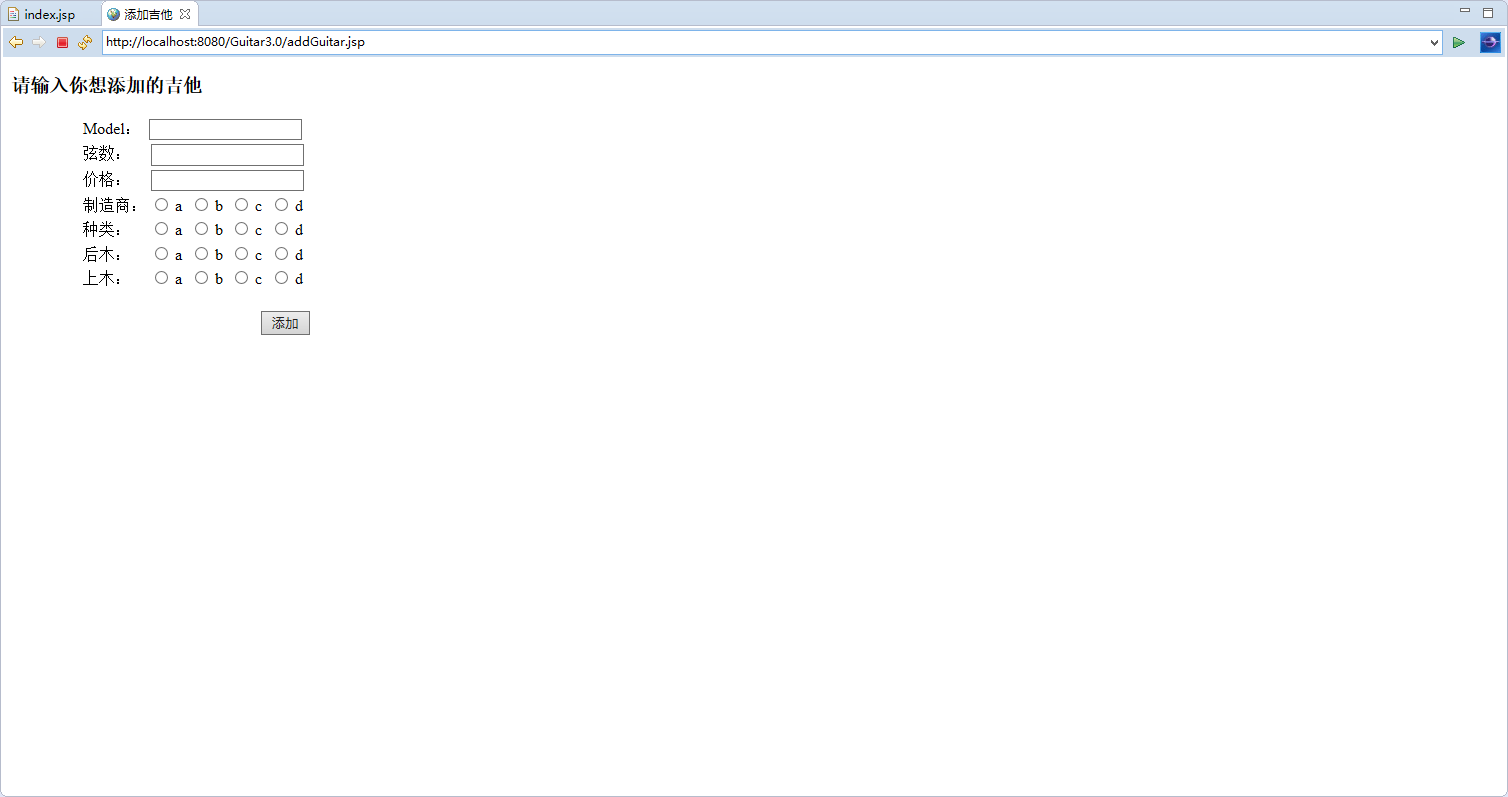 index.jsp 添加吉他
http://localhost:8080/Guitar3.0/addGuitar.jsp
请输入你想添加的吉他
Model：
弦数：
价格：
制造商： a b c d
种类： a b c d
后木： a b c d
上木： a b c d
添加